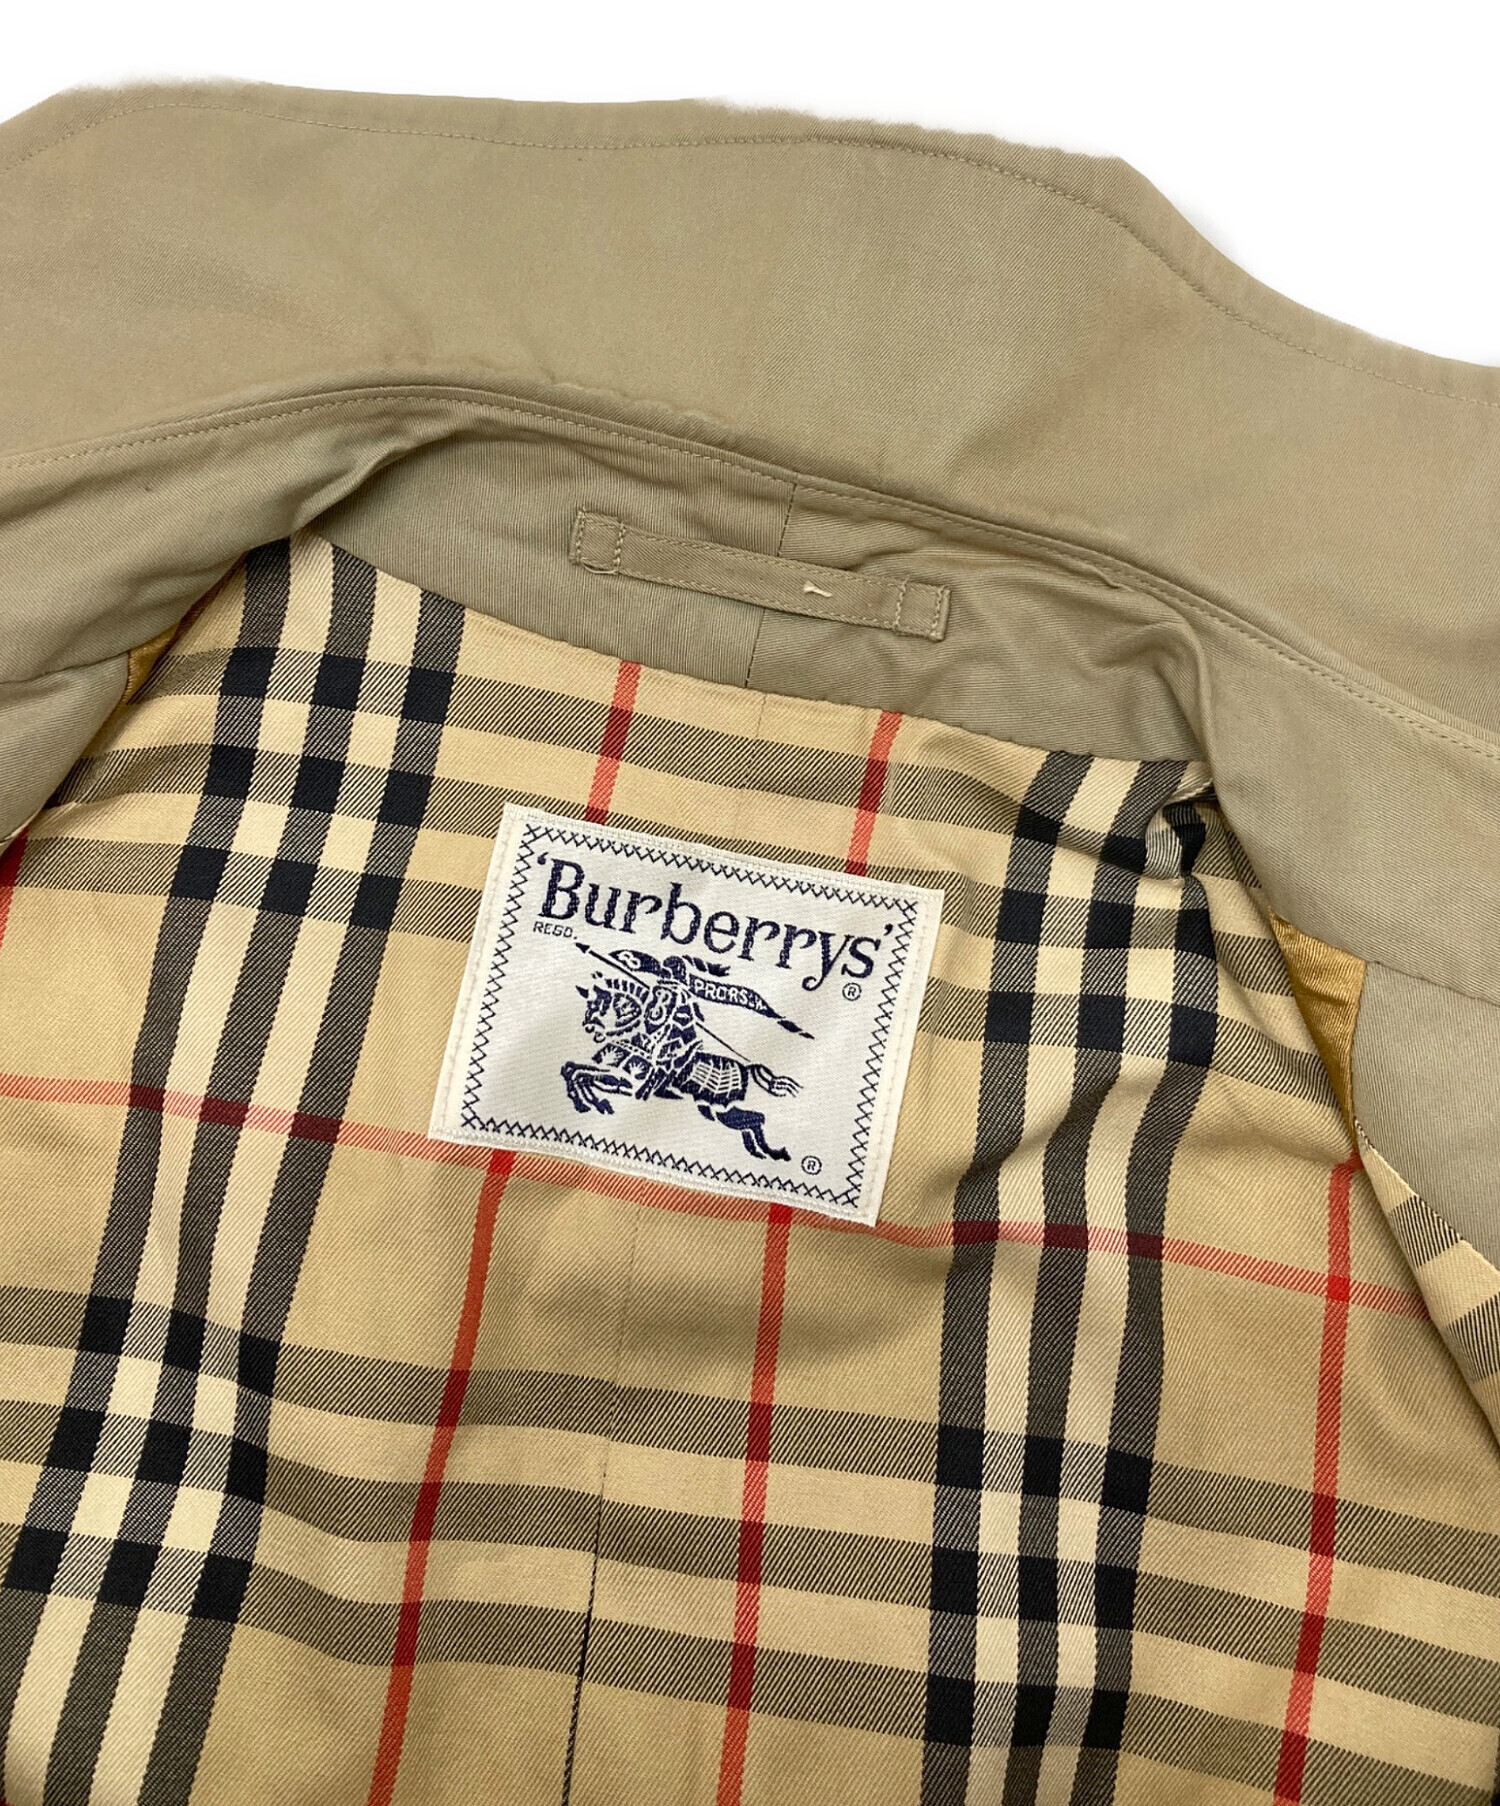 'Burberrys'
REGD.
®
PRORSUM
®